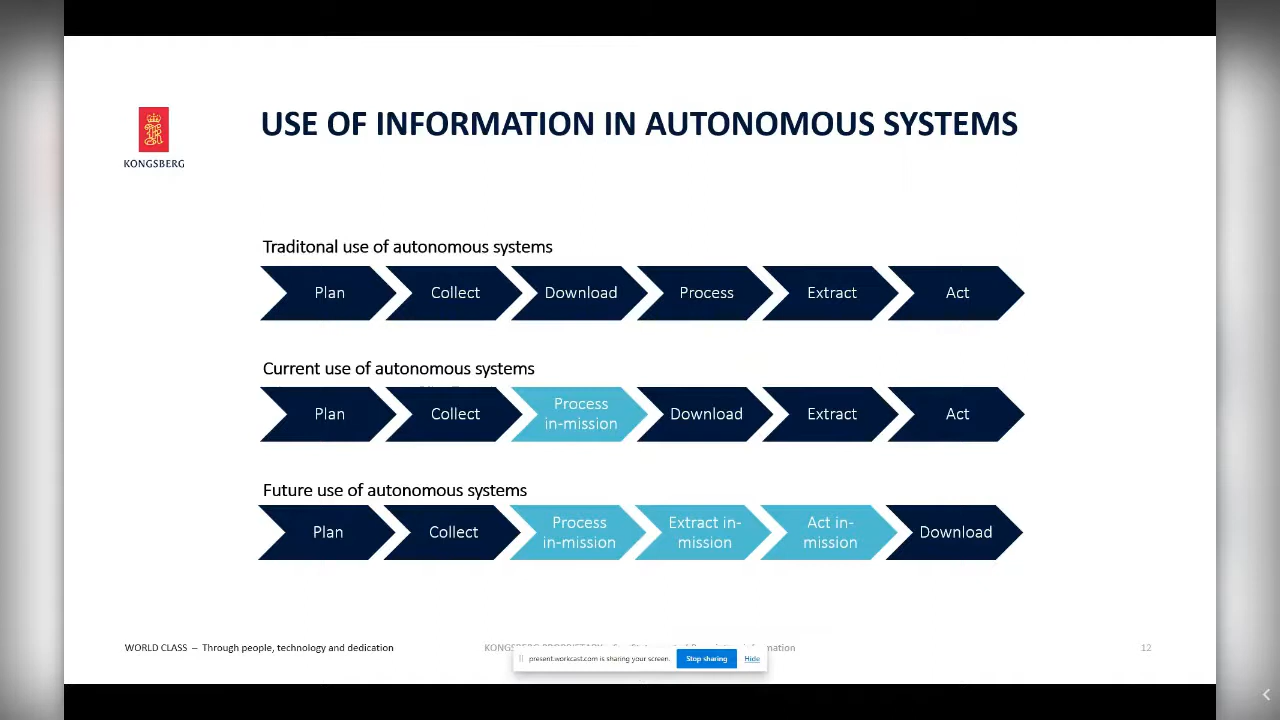 USE OF INFORMATION IN AUTONOMOUS SYSTEMS
KONGSBERG
Traditonal use of autonomous systems
Plan
Collect
Download
Process
Extract
Act
Current use of autonomous systems
Plan
Collect
Process
in-mission
Download
Extract
Act
Future use of autonomous systems
Plan
Collect
Process
in-mission
Extract in-
mission
Act in-
mission
Download
WORLD CLASS – Through people, technology and dedication
12
present.workcast.com is sharing your screen.
Stop sharing
Hide